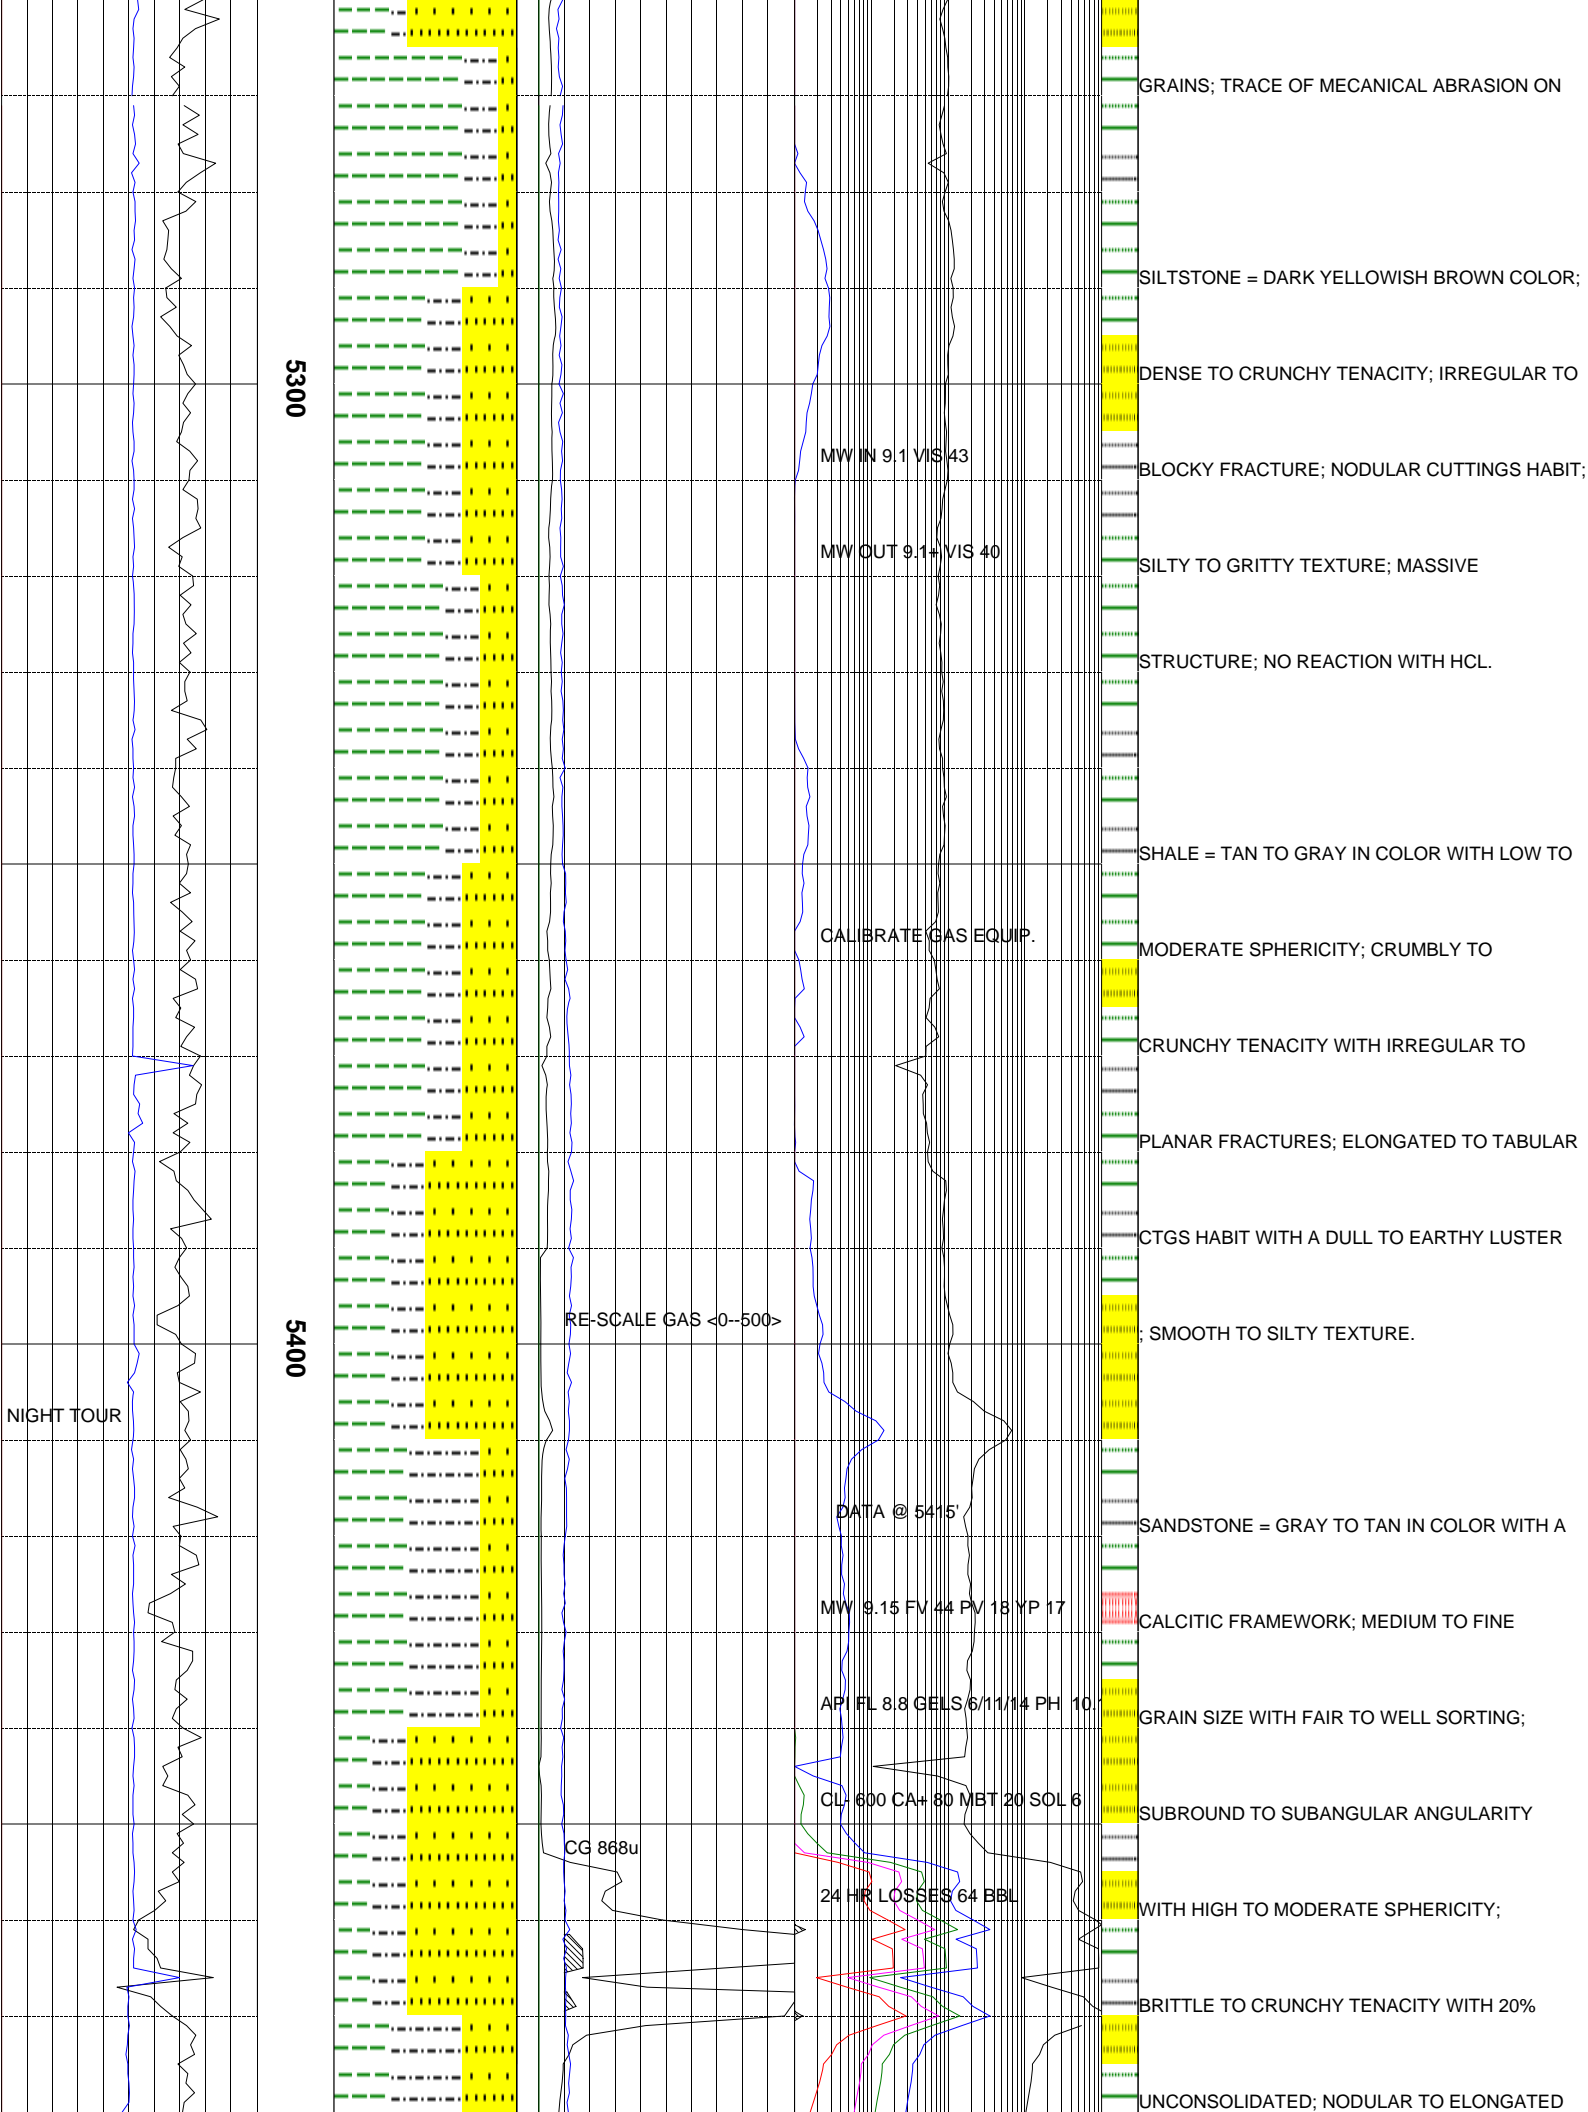 GRAINS; TRACE OF MECANICAL ABRASION ON
SILTSTONE = DARK YELLOWISH BROWN COLOR;
5300
DENSE TO CRUNCHY TENACITY; IRREGULAR TO
MW IN 9.1 VIS 43
BLOCKY FRACTURE; NODULAR CUTTINGS HABIT;
MW OUT 9.1+ VIS 40
SILTY TO GRITTY TEXTURE; MASSIVE
STRUCTURE; NO REACTION WITH HCL.
SHALE = TAN TO GRAY IN COLOR WITH LOW TO
CALIBRATE GAS EQUIP.
MODERATE SPHERICITY; CRUMBLY TO
CRUNCHY TENACITY WITH IRREGULAR TO
PLANAR FRACTURES; ELONGATED TO TABULAR
CTGS HABIT WITH A DULL TO EARTHY LUSTER
RE-SCALE GAS <0--500>
; SMOOTH TO SILTY TEXTURE.
5400
NIGHT TOUR
DATA @ 5415'
SANDSTONE = GRAY TO TAN IN COLOR WITH A
MW 9.15 FV 44 PV 18 YP 17
CALCITIC FRAMEWORK; MEDIUM TO FINE
API FL 8.8 GELS 6/11/14 PH 10.
GRAIN SIZE WITH FAIR TO WELL SORTING;
CL- 600 CA+ 80 MBT 20 SOL 6
SUBROUND TO SUBANGULAR ANGULARITY
CG 868u
24 HR LOSSES 64 BBL
WITH HIGH TO MODERATE SPHERICITY;
BRITTLE TO CRUNCHY TENACITY WITH 20%
UNCONSOLIDATED; NODULAR TO ELONGATED